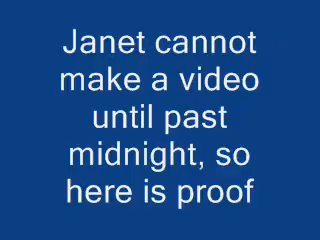 Janet cannot
make a video
until past
midnight, so
here is proof